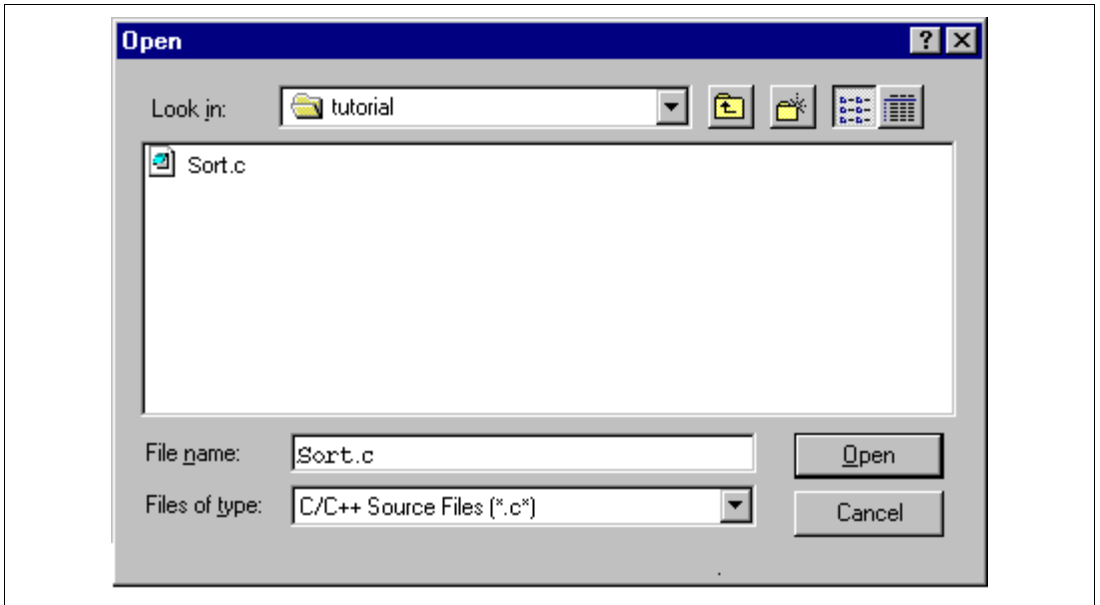 Open
Look in: tutorial
Sort.c
File name: Sort.c
Open
Files of type: C/C++ Source Files (*.c*)
Cancel